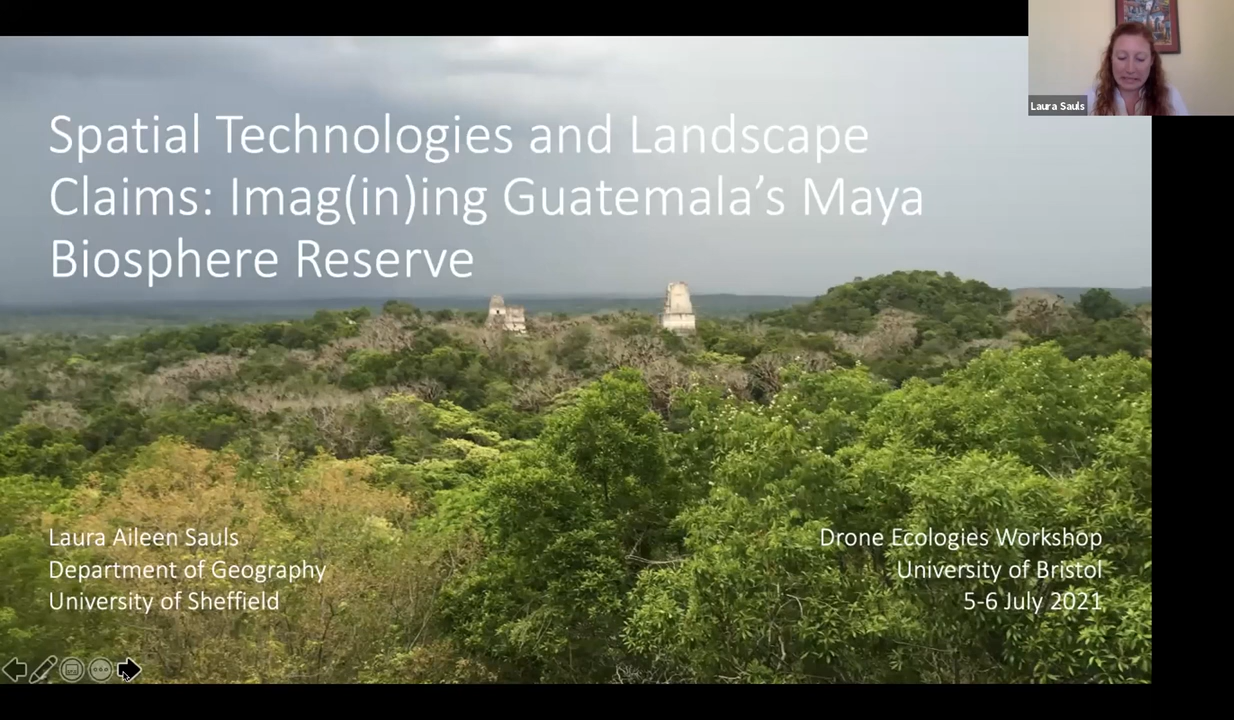 Laura Sauls
Spatial Technologies and Landscape
Claims: Imag(in)ing Guatemala’s Maya
Biosphere Reserve
Laura Aileen Sauls
Department of Geography
University of Sheffield
Drone Ecologies Workshop
University of Bristol
5-6 July 2021